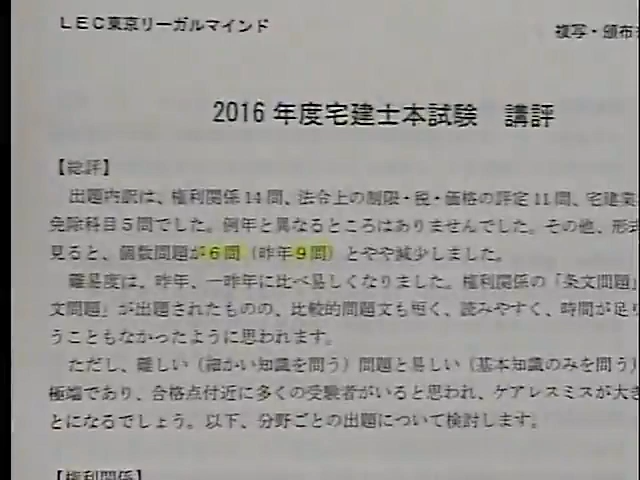 LEC東京リーガルマインド
複写・頒布
2016 年度宅建士本試験 講評
【総評】
出題内訳は、権利関係14問、法令上の制限・税・価格の評定11問、宅建業
免除科目5問でした。例年と異なるところはありませんでした。その他、形式
見ると、個数問題が6問（昨年9問）とやや減少しました。
難易度は、昨年、一昨年に比べ易しくなりました。権利関係の「条文問題」
文問題」が出題されたものの、比較的問題文も短く、読みやすく、時間が足り
うこともなかったように思われます。
ただし、難しい（細かい知識を問う）問題と易しい（基本知識のみを問う）
極端であり、合格点付近に多くの受験者がいると思われ、ケアレスミスが大き
とになるでしょう。以下、分野ごとの出題について検討します。
【権利関係】